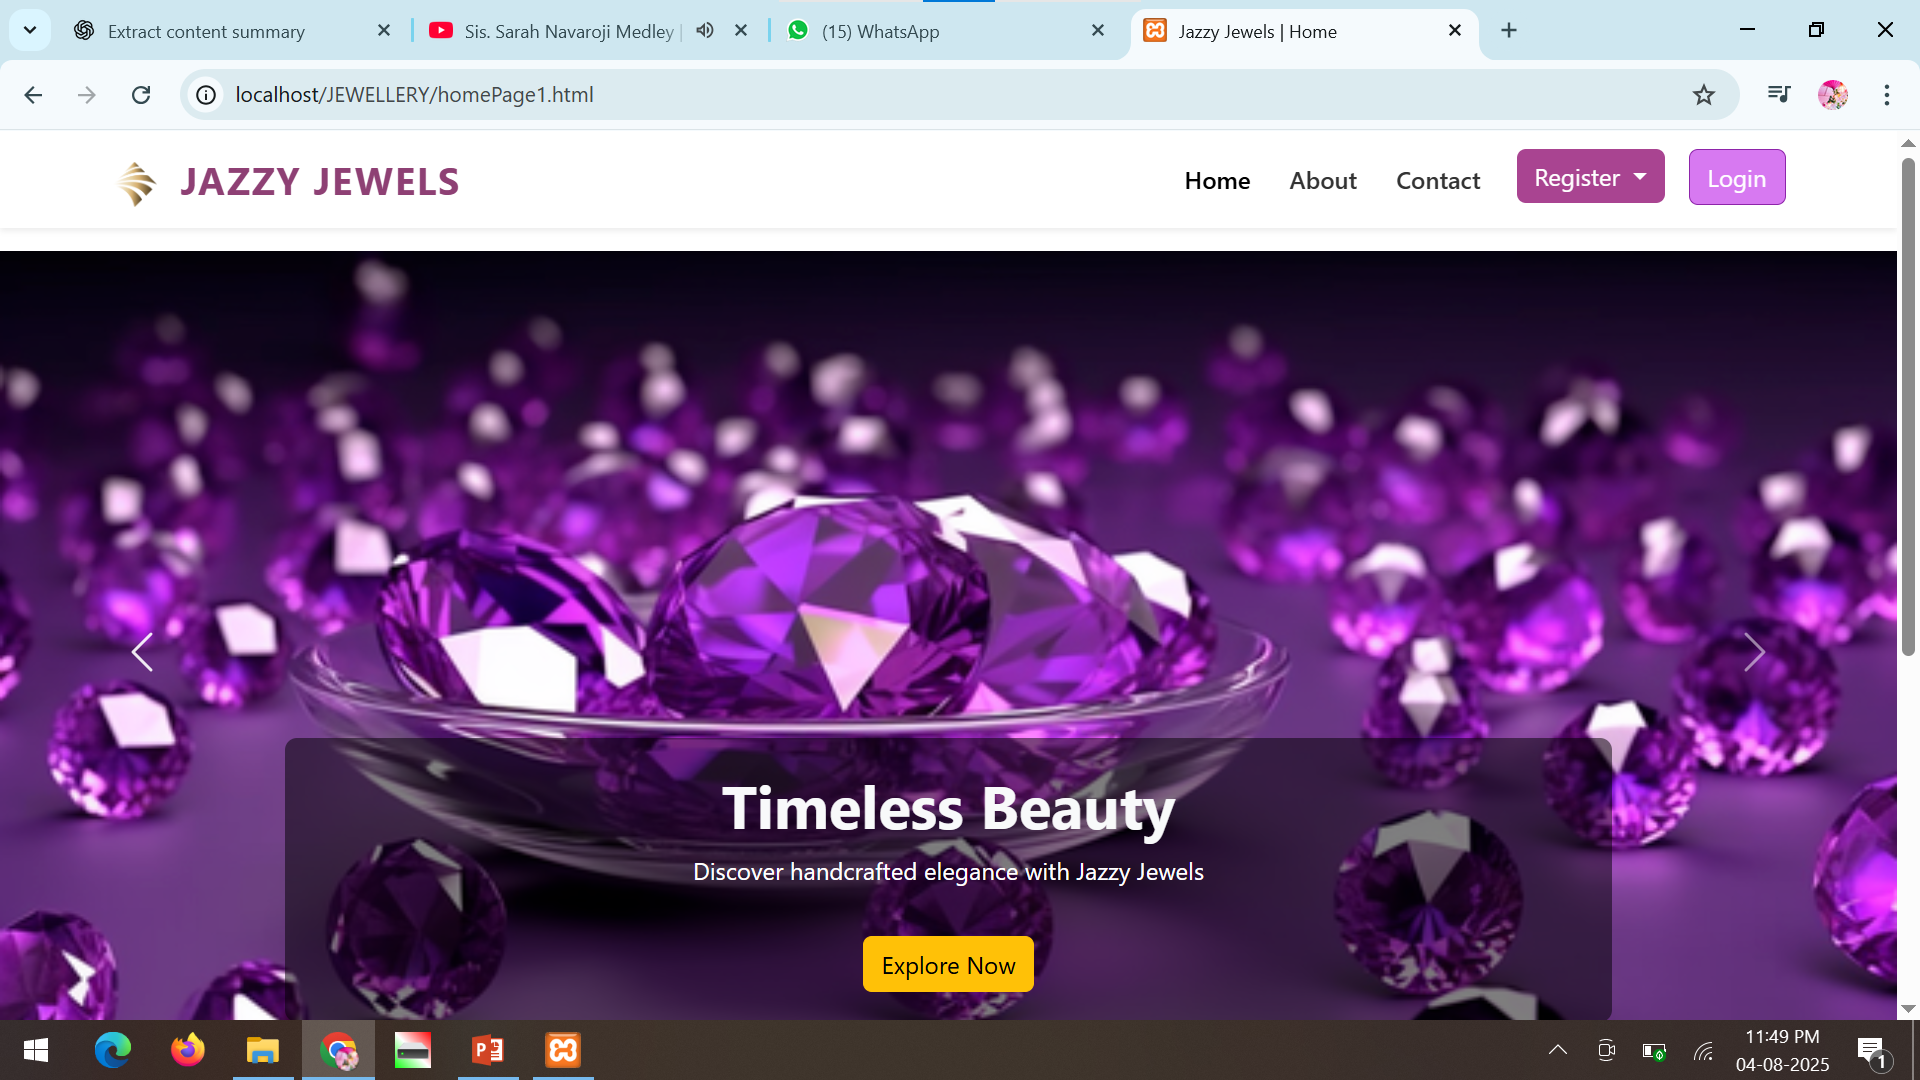 Extract content summary
Sis. Sarah Navaroji Medley
(15) WhatsApp
Jazzy Jewels | Home
localhost/JEWELLERY/homePage1.html
JAZZY JEWELS
Home
About
Contact
Register
Login
Timeless Beauty
Discover handcrafted elegance with Jazzy Jewels
Explore Now
11:49 PM
04-08-2025
1